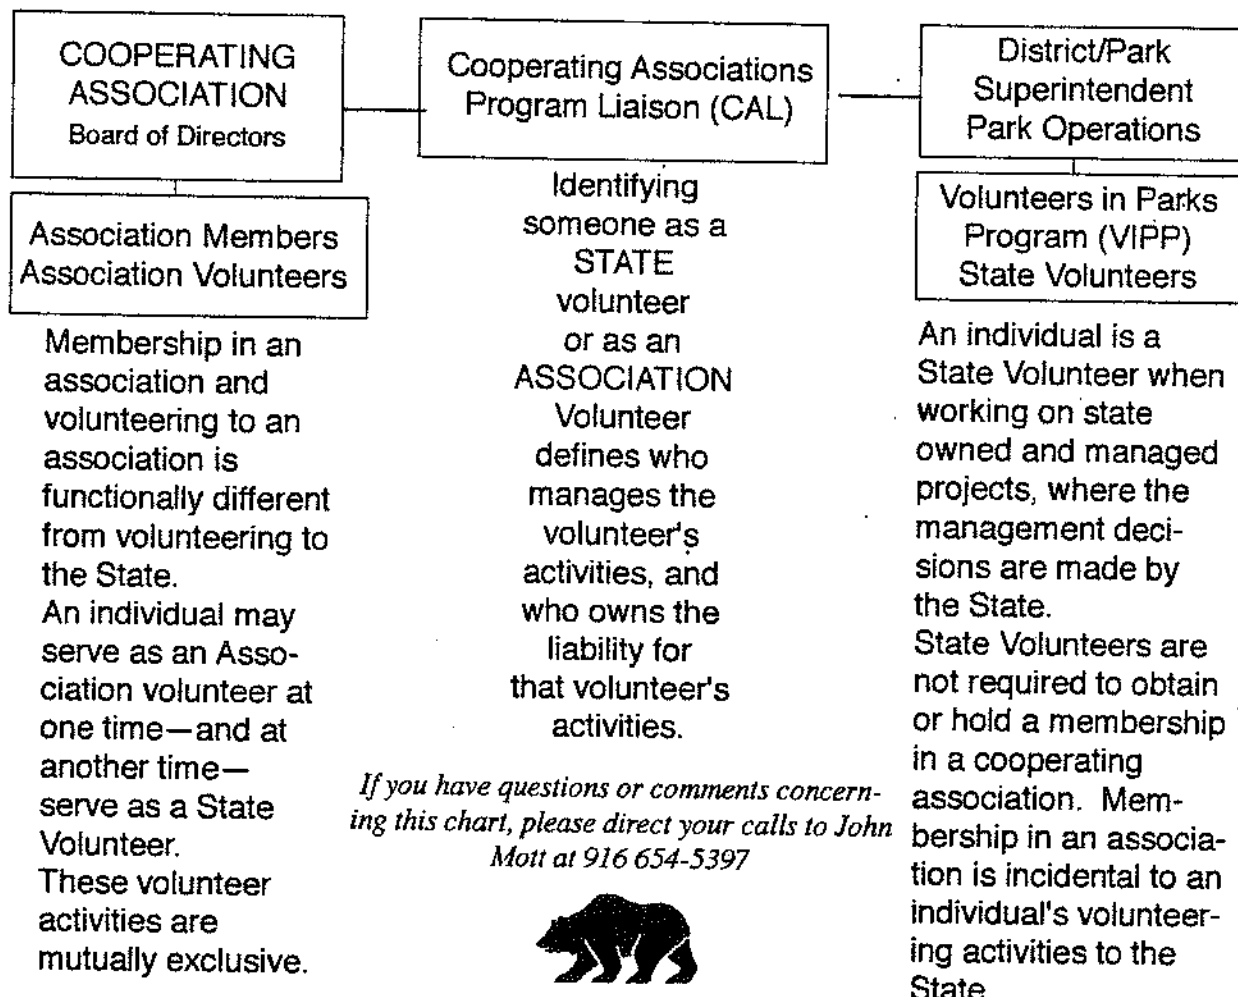 COOPERATING
ASSOCIATION
Board of Directors
Association Members
Association Volunteers
Membership in an
association and
volunteering to an
association is
functionally different
from volunteering to
the State.
An individual may
serve as an Asso-
ciation volunteer at
one time—and at
another time—
serve as a State
Volunteer.
These volunteer
activities are
mutually exclusive.
Cooperating Associations
Program Liaison (CAL)
Identifying
someone as a
STATE
volunteer
or as an
ASSOCIATION
Volunteer
defines who
manages the
volunteer's
activities, and
who owns the
liability for
that volunteer's
activities.
If you have questions or comments concern-
ing this chart, please direct your calls to John
Mott at 916 654-5397
District/Park
Superintendent
Park Operations
Volunteers in Parks
Program (VIPP)
State Volunteers
An individual is a
State Volunteer when
working on state
owned and managed
projects, where the
management deci-
sions are made by
the State.
State Volunteers are
not required to obtain
or hold a membership
in a cooperating
association. Mem-
bership in an associa-
tion is incidental to an
individual's volunteer-
ing activities to the
State